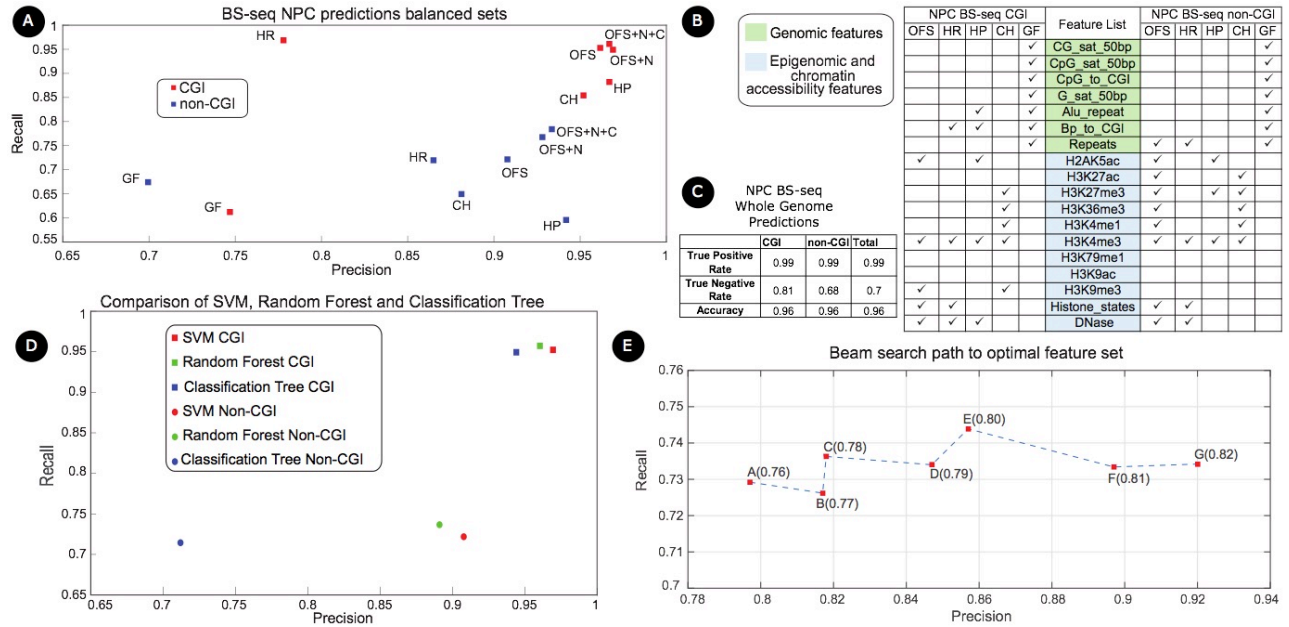 A
BS-seq NPC predictions balanced sets
1
0.95
0.9
0.85
0.8
0.75
0.7
0.65
0.6
0.55
Recall
CGI
non-CGI
HR
OFS+N+C
OFS
OFS+N
HP
CH
OFS+N+C
OFS+N
OFS
HR
CH
HP
GF
GF
0.65 0.7 0.75 0.8 0.85 0.9 0.95 1
Precision
B
Genomic features
Epigenomic and
chromatin
accessibility features
NPC BS-seq CGI Feature List NPC BS-seq non-CGI
OFS HR HP CH GF OFS HR HP CH GF
✓ CG_sat_50bp ✓
✓ CpG_sat_50bp ✓
✓ CpG_to_CGI ✓
✓ G_sat_50bp ✓
✓ ✓ Alu_repeat ✓
✓ ✓ ✓ Bp_to_CGI ✓
✓ Repeats ✓ ✓ ✓
✓ ✓ H2AK5ac ✓ ✓
H3K27ac ✓ ✓
✓ H3K27me3 ✓ ✓ ✓
✓ H3K36me3 ✓ ✓
✓ H3K4me1 ✓ ✓
✓ ✓ ✓ ✓ H3K4me3 ✓ ✓ ✓ ✓
H3K79me1
H3K9ac
✓ ✓ H3K9me3
✓ ✓ Histone_states ✓ ✓
✓ ✓ ✓ DNase ✓ ✓
C
NPC BS-seq
Whole Genome
Predictions
CGI non-CGI Total
True Positive
Rate 0.99 0.99 0.99
True Negative
Rate 0.81 0.68 0.7
Accuracy 0.96 0.96 0.96
D
Comparison of SVM, Random Forest and Classification Tree
1
0.95
0.9
0.85
0.8
0.75
0.7
0.65
Recall
SVM CGI
Random Forest CGI
Classification Tree CGI
SVM Non-CGI
Random Forest Non-CGI
Classification Tree Non-CGI
0.65 0.7 0.75 0.8 0.85 0.9 0.95 1
Precision
E
Beam search path to optimal feature set
0.76
0.75
0.74
0.73
0.72
0.71
0.7
Recall
A(0.76)
B(0.77)
C(0.78)
D(0.79)
E(0.80)
F(0.81)
G(0.82)
0.78 0.8 0.82 0.84 0.86 0.88 0.9 0.92 0.94
Precision